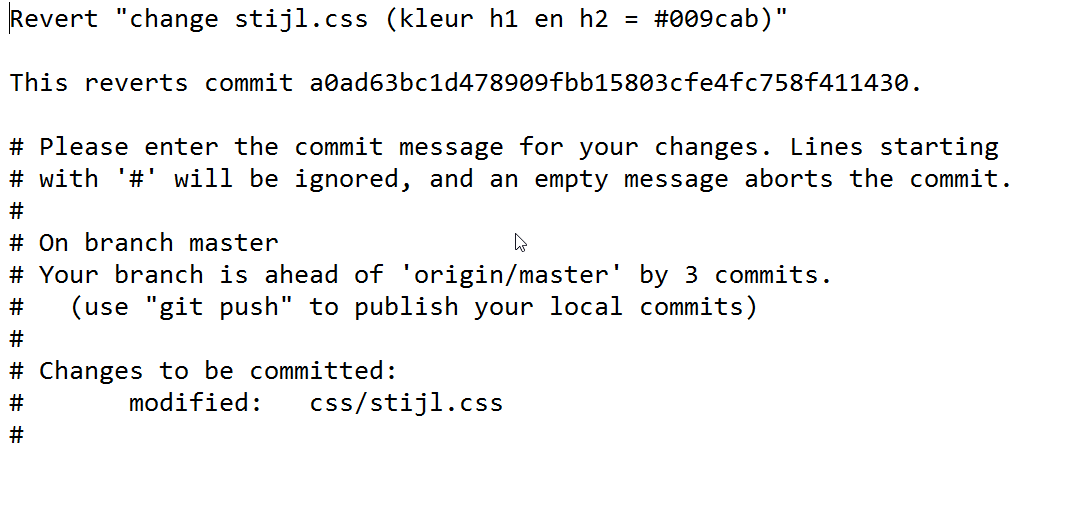 Revert "change stijl.css (kleur h1 en h2 = #009cab)"

This reverts commit a0ad63bc1d478909fbb15803cfe4fc758f411430.

# Please enter the commit message for your changes. Lines starting
# with '#' will be ignored, and an empty message aborts the commit.
#
# On branch master
# Your branch is ahead of 'origin/master' by 3 commits.
#   (use "git push" to publish your local commits)
#
# Changes to be committed:
#       modified:   css/stijl.css
#